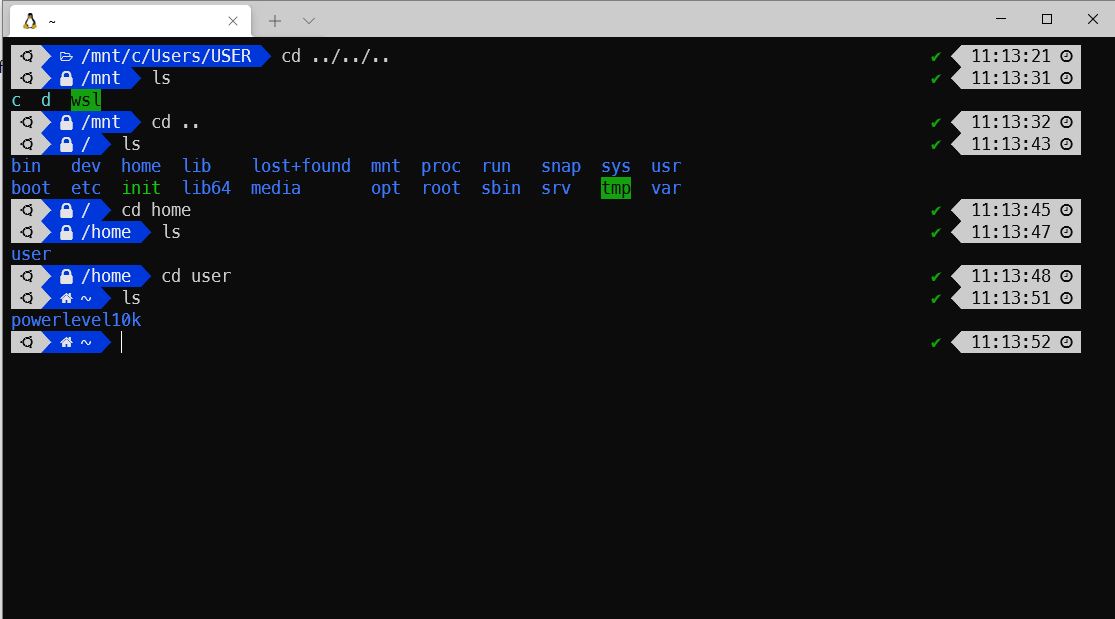 ~
/mnt/c/Users/USER cd ../../.. ✔ 11:13:21
/mnt ls ✔ 11:13:31
c d wsl
/mnt cd .. ✔ 11:13:32
/ ls ✔ 11:13:43
bin dev home lib lost+found mnt proc run snap sys usr
boot etc init lib64 media opt root sbin srv tmp var
/ cd home ✔ 11:13:45
/home ls ✔ 11:13:47
user
/home cd user ✔ 11:13:48
~ ls ✔ 11:13:51
powerlevel10k
~ ✔ 11:13:52